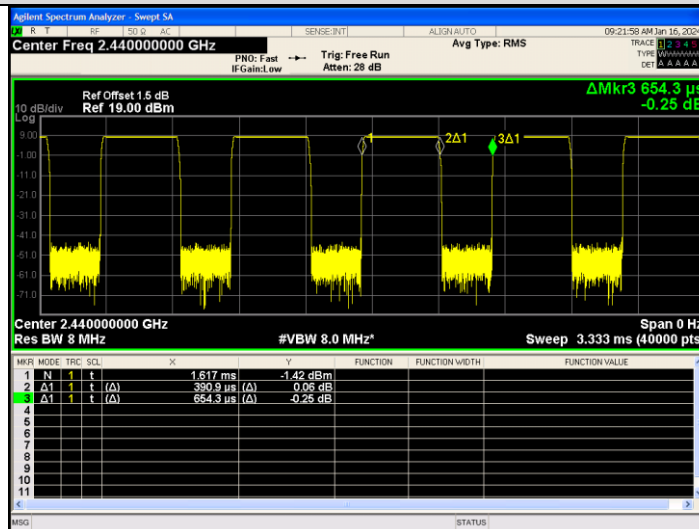 Agilent Spectrum Analyzer - Swept SA
R T RF 50 Ω AC SENSE:INT ALIGN AUTO 09:21:58 AM Jan 16, 2024
Center Freq 2.440000000 GHz Avg Type: RMS TRACE 1 2 3 4 5
PNO: Fast Trig: Free Run TYPE
IFGain:Low Atten: 28 dB DET A A A A A
Ref Offset 1.5 dB ΔMkr3 654.3 µs
10 dB/div Ref 19.00 dBm -0.25 dB
Log
9.00
-1.00
-11.0
-21.0
-31.0
-41.0
-51.0
-61.0
-71.0
1 2Δ1 3Δ1
Center 2.440000000 GHz Span 0 Hz
Res BW 8 MHz #VBW 8.0 MHz* Sweep 3.333 ms (40000 pts
MKR MODE TRC SCL X Y FUNCTION FUNCTION WIDTH FUNCTION VALUE
1 N 1 t 1.617 ms -1.42 dBm
2 Δ1 1 t (Δ) 390.9 µs (Δ) 0.06 dB
3 Δ1 1 t (Δ) 654.3 µs (Δ) -0.25 dB
4
5
6
7
8
9
10
11
MSG STATUS